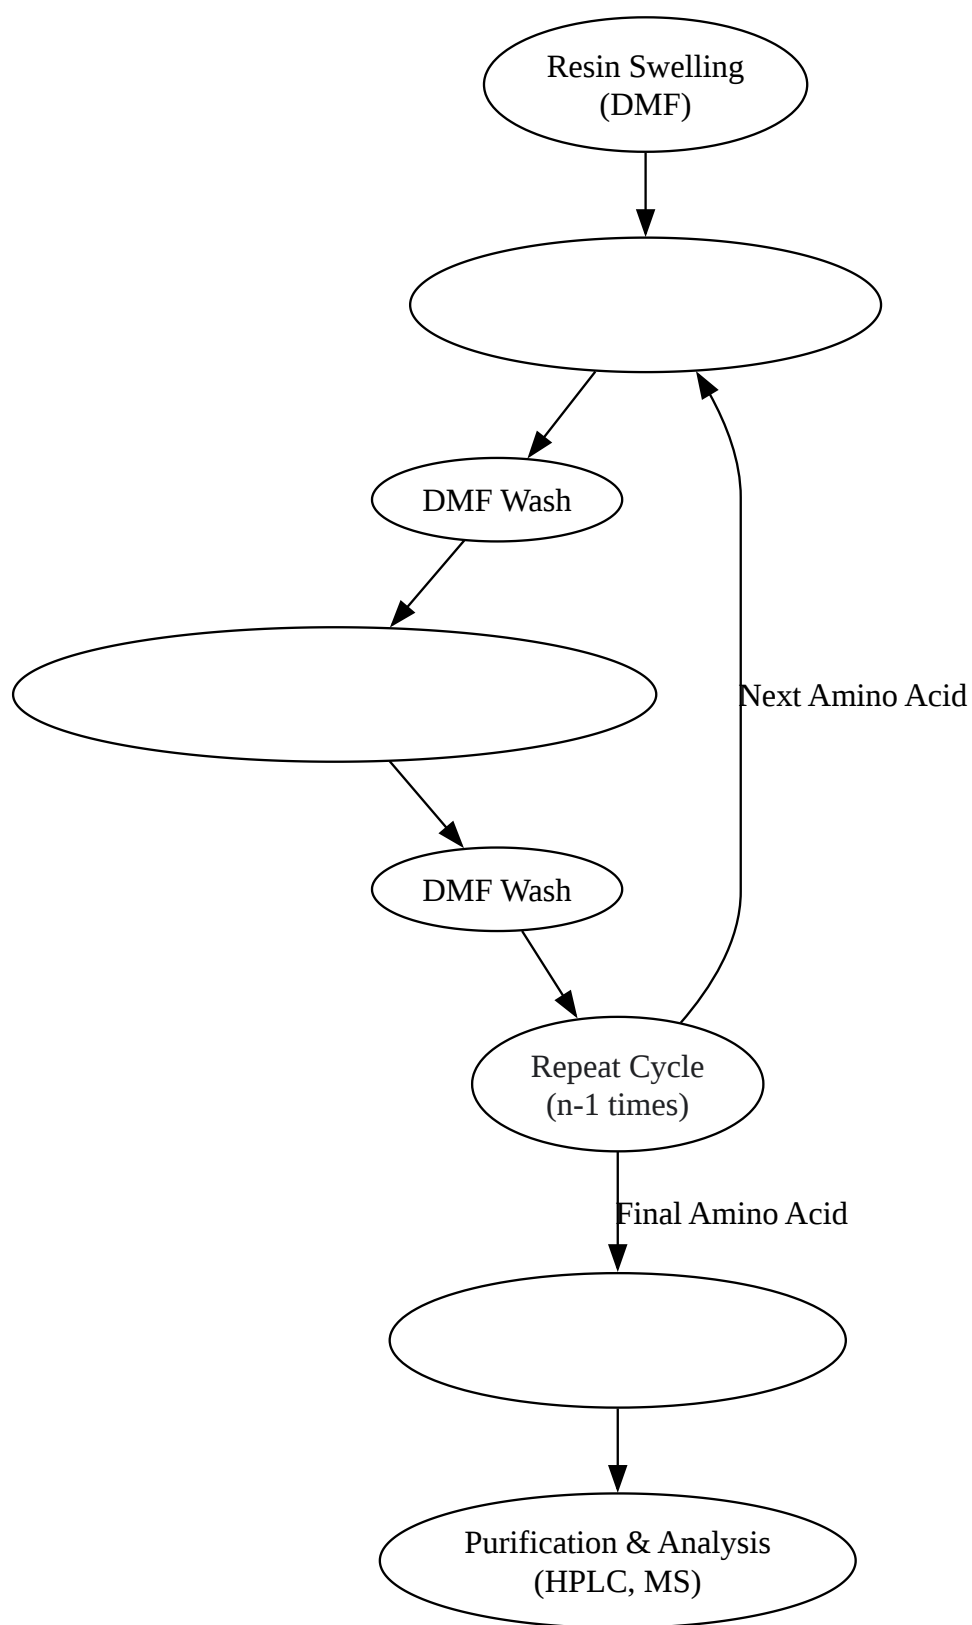 Resin Swelling
(DMF)
DMF Wash
Next Amino Acid
DMF Wash
Repeat Cycle
(n-1 times)
Final Amino Acid
Purification & Analysis
(HPLC, MS)